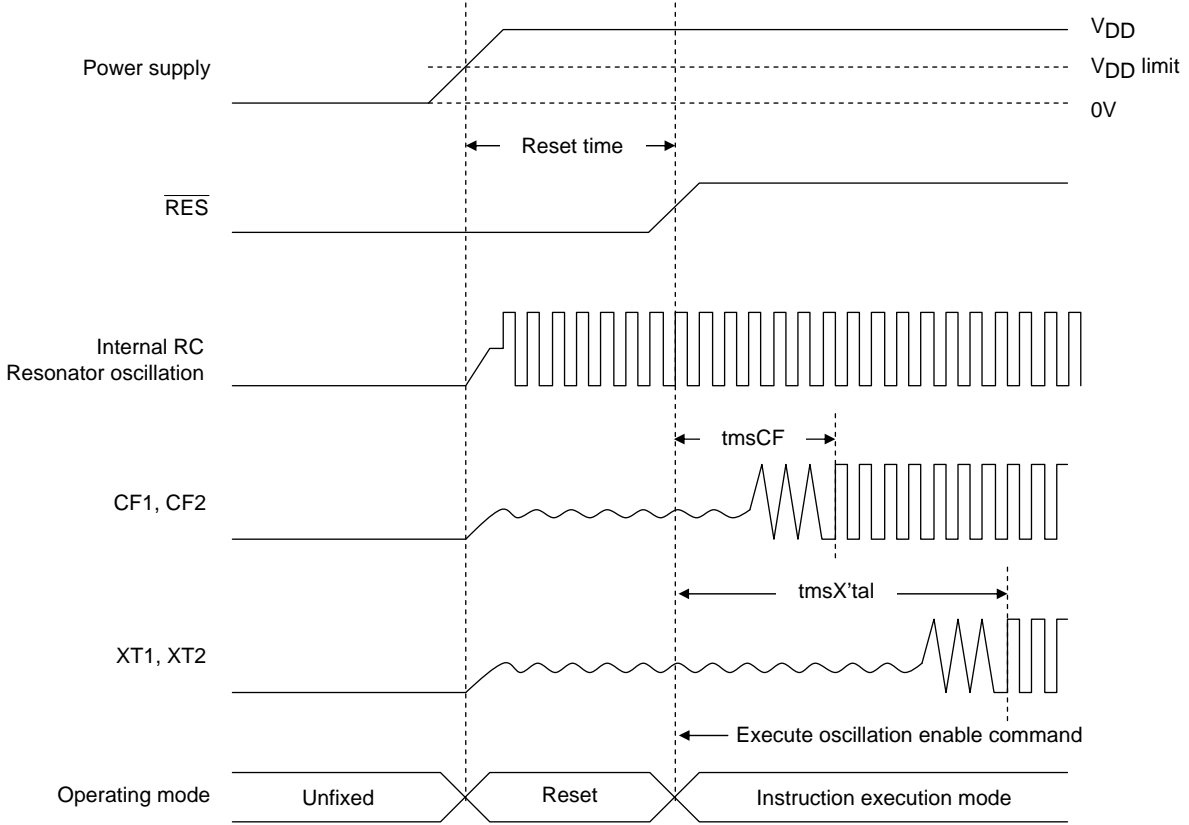 Power supply
VDD
VDD limit
0V
Reset time
RES
Internal RC
Resonator oscillation
tmsCF
CF1, CF2
tmsX'tal
XT1, XT2
Execute oscillation enable command
Operating mode
Unfixed
Reset
Instruction execution mode